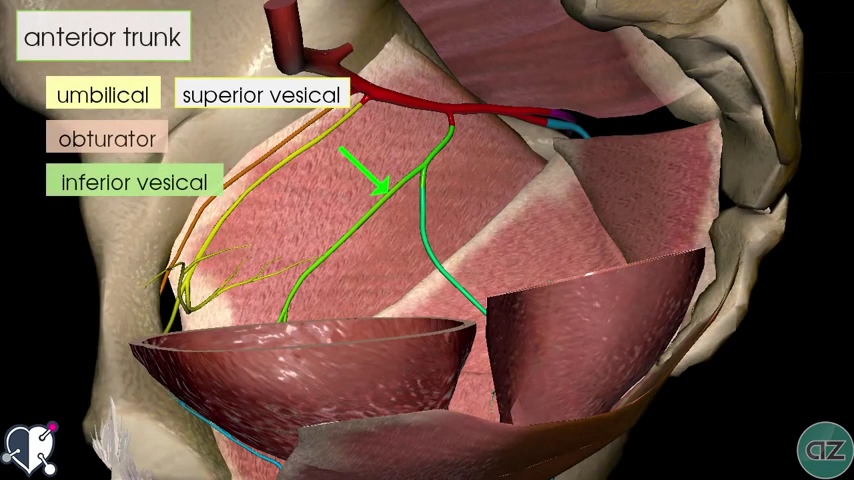 anterior trunk
umbilical superior vesical
obturator
inferior vesical
az